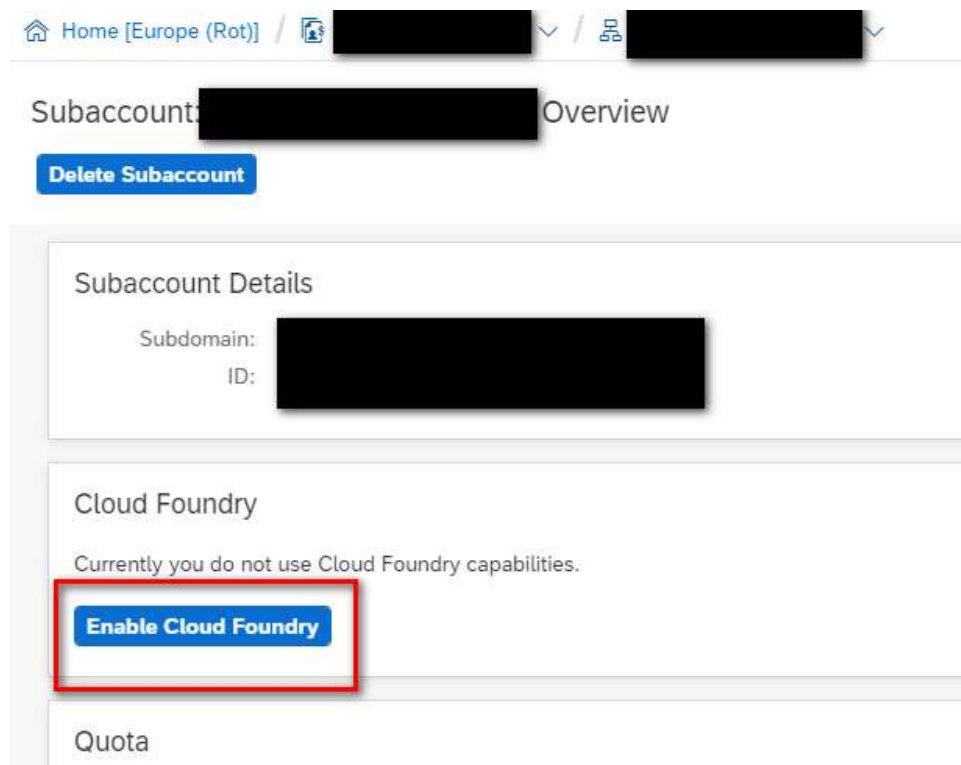 Home [Europe (Rot)] / /
Subaccount: Overview
Delete Subaccount
Subaccount Details
Subdomain:
ID:
Cloud Foundry
Currently you do not use Cloud Foundry capabilities.
Enable Cloud Foundry
Quota